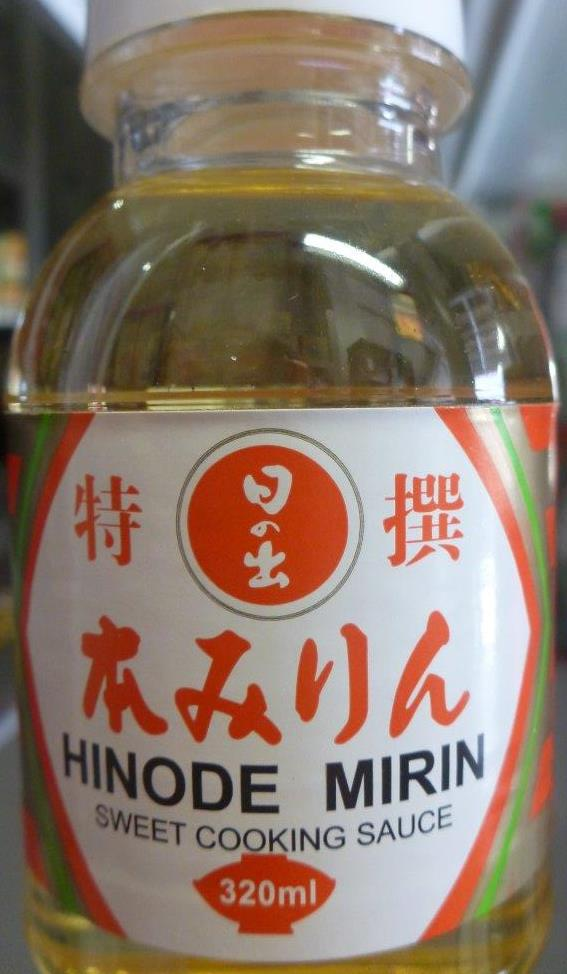 特 撰
日の出
本みりん
HINODE MIRIN
SWEET COOKING SAUCE
320ml